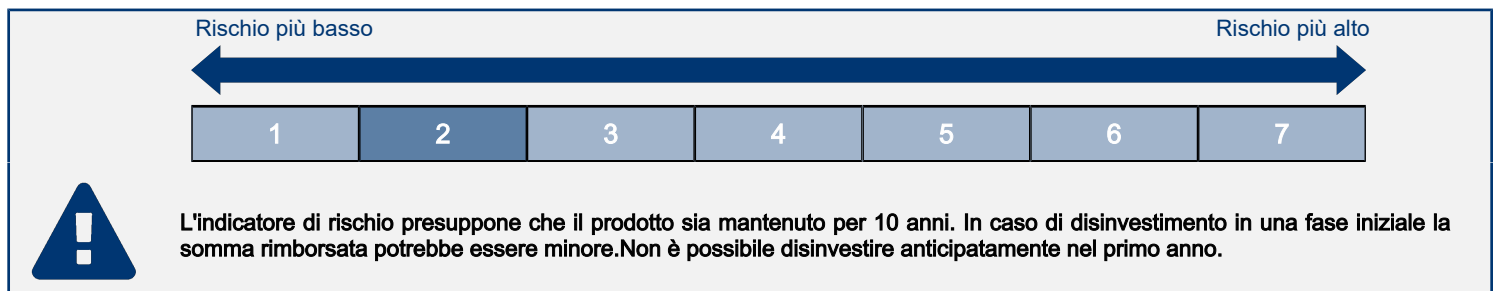 Rischio più basso Rischio più alto
1 2 3 4 5 6 7
L'indicatore di rischio presuppone che il prodotto sia mantenuto per 10 anni. In caso di disinvestimento in una fase iniziale la
somma rimborsata potrebbe essere minore.Non è possibile disinvestire anticipatamente nel primo anno.